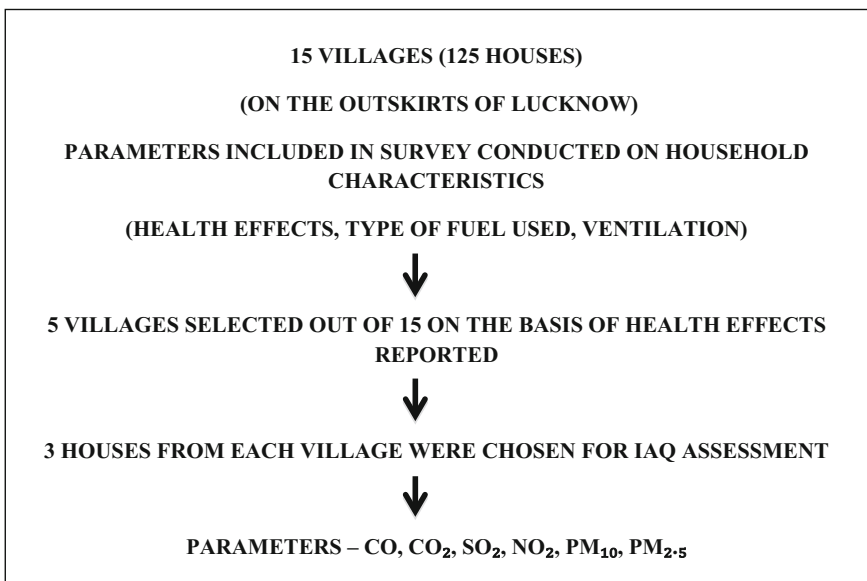 15 VILLAGES (125 HOUSES)
(ON THE OUTSKIRTS OF LUCKNOW)
PARAMETERS INCLUDED IN SURVEY CONDUCTED ON HOUSEHOLD
CHARACTERISTICS
(HEALTH EFFECTS, TYPE OF FUEL USED, VENTILATION)
5 VILLAGES SELECTED OUT OF 15 ON THE BASIS OF HEALTH EFFECTS
REPORTED
3 HOUSES FROM EACH VILLAGE WERE CHOSEN FOR IAQ ASSESSMENT
PARAMETERS – CO, CO₂, SO₂, NO₂, PM₁₀, PM₂.₅